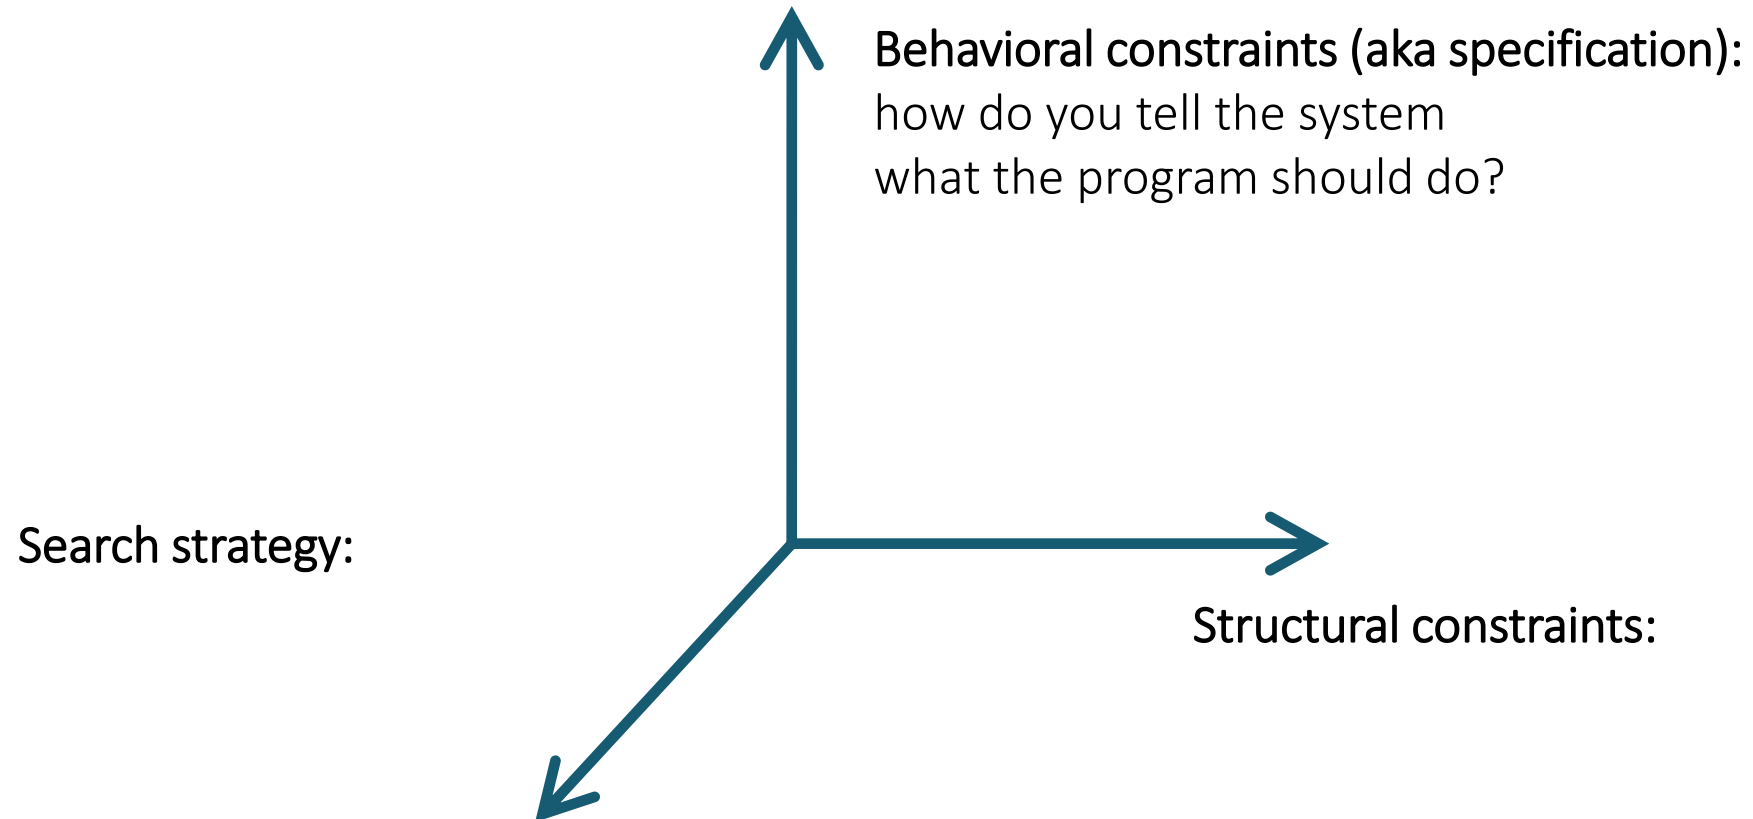 Behavioral constraints (aka specification):
how do you tell the system
what the program should do?
Search strategy:
Structural constraints: